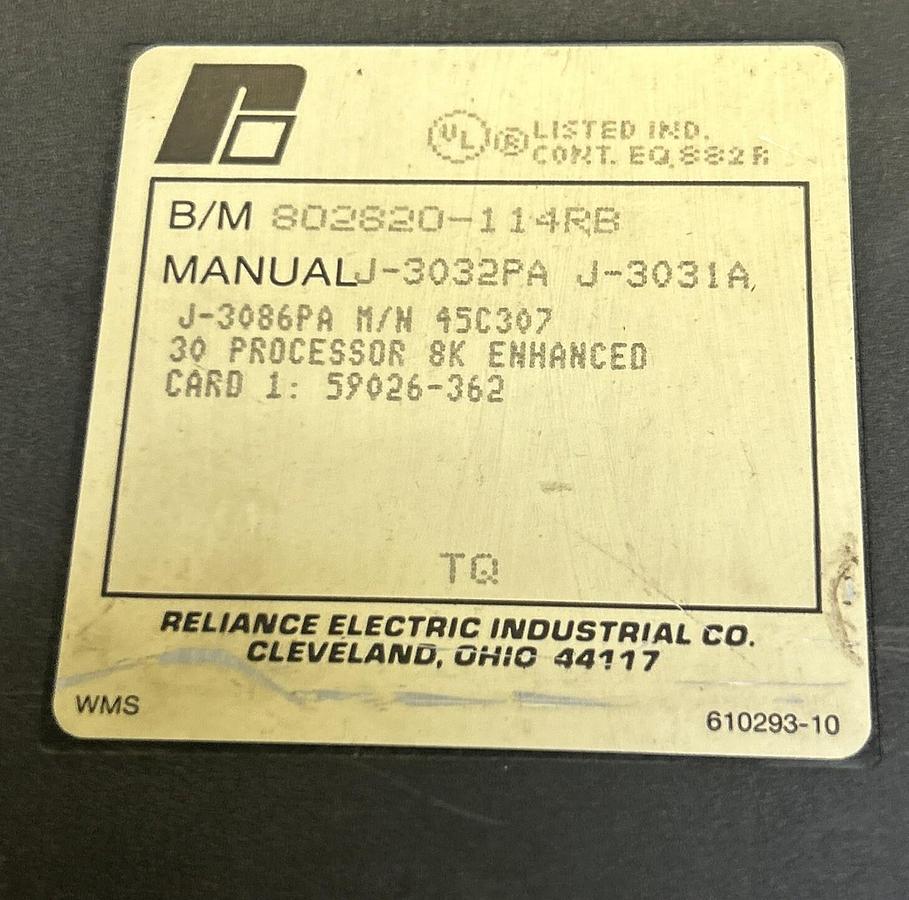 UL ® LISTED IND.
CONT. EQ.882R
B/M 802820-114RB
MANUAL J-3032PA J-3031A,
J-3086PA M/N 45C307
30 PROCESSOR 8K ENHANCED
CARD 1: 59026-362
TQ
RELIANCE ELECTRIC INDUSTRIAL CO.
CLEVELAND, OHIO 44117
WMS
610293-10